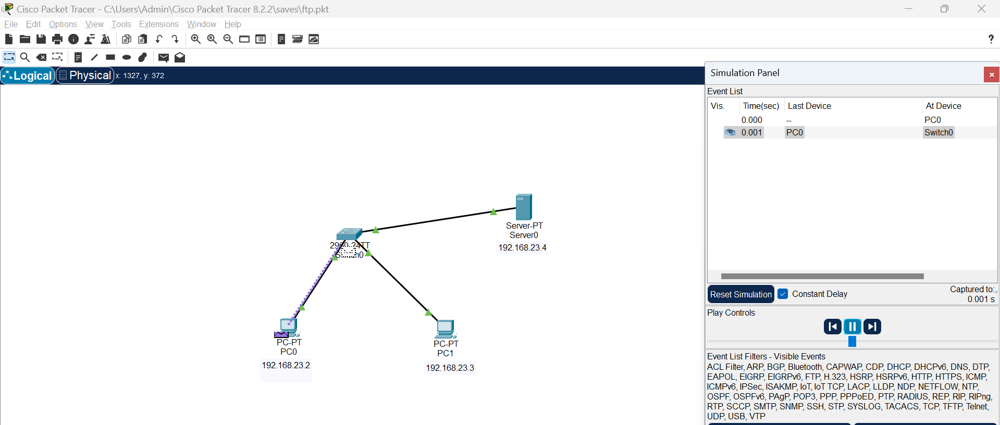 Cisco Packet Tracer - C:\Users\Admin\Cisco Packet Tracer 8.2.2\saves\ftp.pkt
File Edit Options View Tools Extensions Window Help
?
Logical Physical x: 1327, y: 372
Simulation Panel
x
Event List
Vis. Time(sec) Last Device At Device
0.000 -- PC0
0.001 PC0 Switch0
Server-PT
Server0
192.168.23.4
2960-24TT
Switch0
PC-PT
PC0
192.168.23.2
PC-PT
PC1
192.168.23.3
Reset Simulation Constant Delay Captured to:
0.001 s
Play Controls
Event List Filters - Visible Events
ACL Filter, ARP, BGP, Bluetooth, CAPWAP, CDP, DHCP, DHCPv6, DNS, DTP,
EAPOL, EIGRP, EIGRPv6, FTP, H.323, HSRP, HSRPv6, HTTP, HTTPS, ICMP,
ICMPv6, IPSec, ISAKMP, IoT, IoT TCP, LACP, LLDP, NDP, NETFLOW, NTP,
OSPF, OSPFv6, PAgP, POP3, PPP, PPPoED, PTP, RADIUS, REP, RIP, RIPng,
RTP, SCCP, SMTP, SNMP, SSH, STP, SYSLOG, TACACS, TCP, TFTP, Telnet,
UDP, USB, VTP